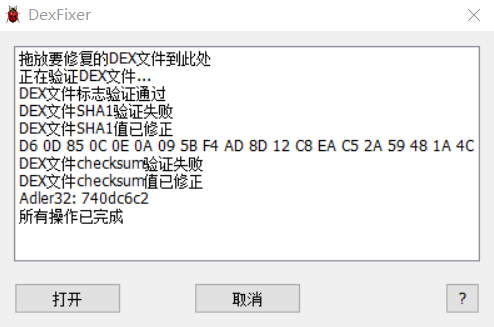 DexFixer
拖放要修复的DEX文件到此处
正在验证DEX文件...
DEX文件标志验证通过
DEX文件SHA1验证失败
DEX文件SHA1值已修正
D6 0D 85 0C 0E 0A 09 5B F4 AD 8D 12 C8 EA C5 2A 59 48 1A 4C
DEX文件checksum验证失败
DEX文件checksum值已修正
Adler32: 740dc6c2
所有操作已完成
打开 取消 ?